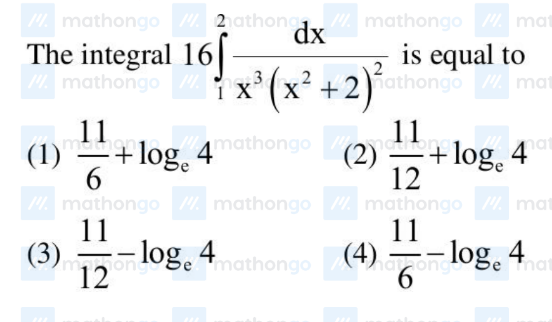 The integral 16∫₁² dx / (x³(x² + 2)²) is equal to
(1) 11/6 + logₑ 4 (2) 11/12 + logₑ 4
(3) 11/12 − logₑ 4 (4) 11/6 − logₑ 4
mathongo